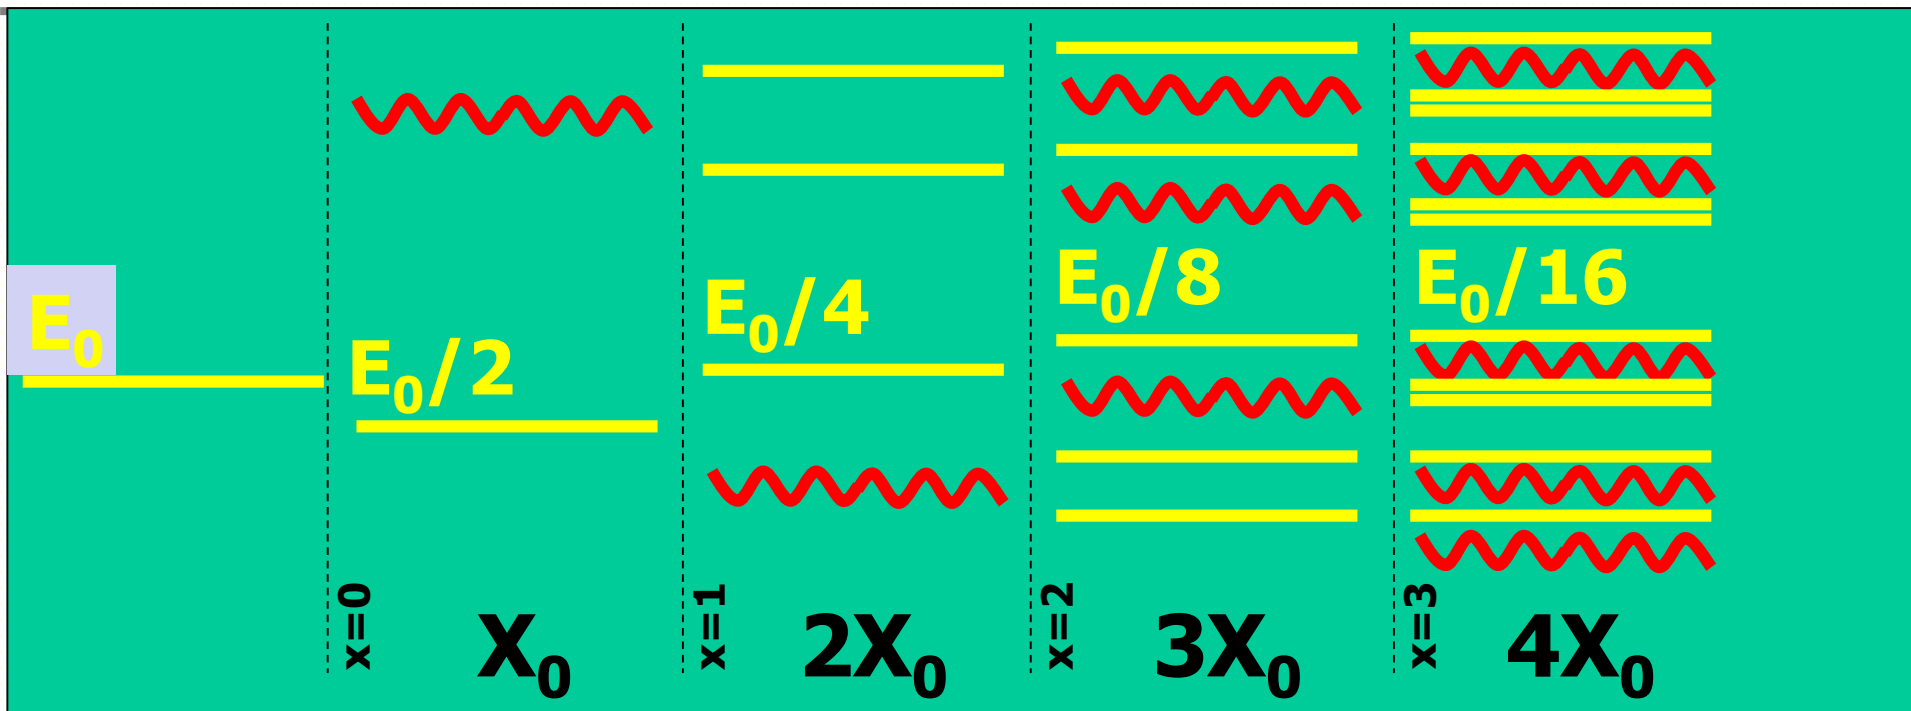 E₀
E₀/2
E₀/4
E₀/8
E₀/16
x=0
X₀
x=1
2X₀
x=2
3X₀
x=3
4X₀